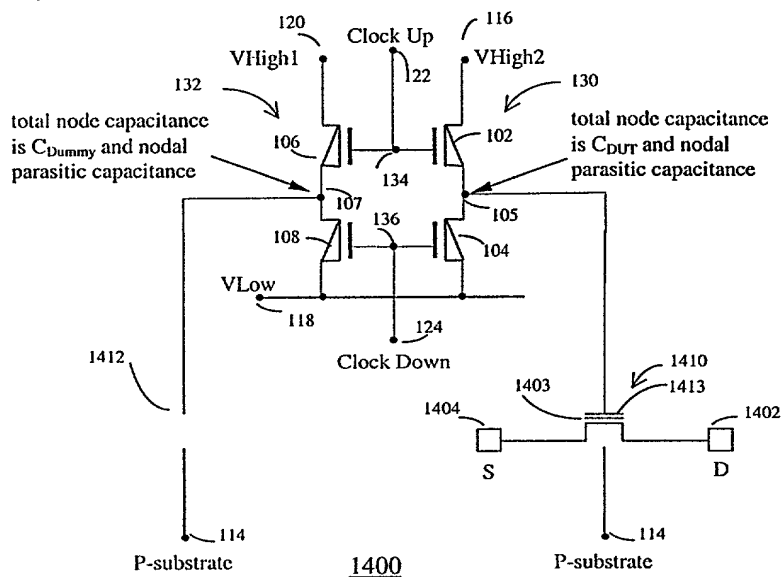 120
116
Clock Up
VHigh1
VHigh2
122
132
130
total node capacitance
is C_Dummy and nodal
parasitic capacitance
total node capacitance
is C_DUT and nodal
parasitic capacitance
106
102
134
107
105
136
108
104
VLow
118
124
Clock Down
1412
1410
1403
1413
1404
1402
S
D
114
114
P-substrate
1400
P-substrate